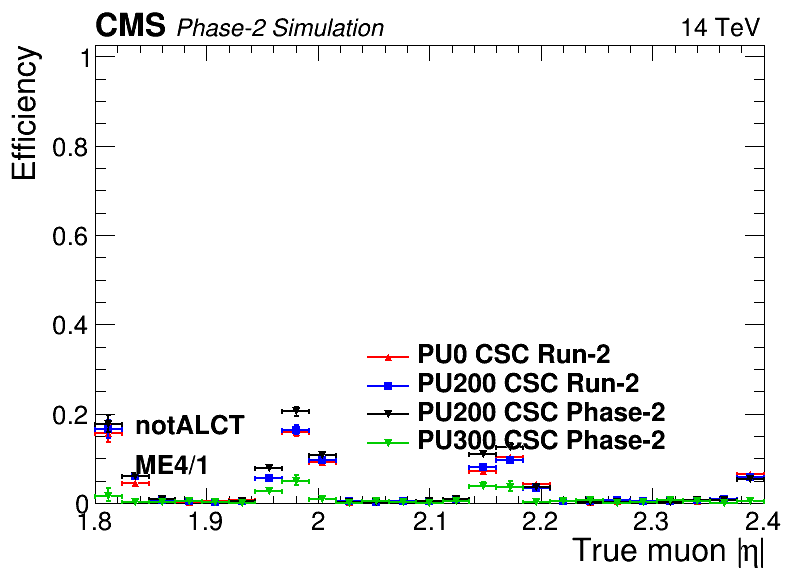 CMS Phase-2 Simulation 14 TeV
Efficiency
1
0.8
0.6
0.4
0.2
0
PU0 CSC Run-2
PU200 CSC Run-2
PU200 CSC Phase-2
PU300 CSC Phase-2
notALCT
ME4/1
1.8 1.9 2 2.1 2.2 2.3 2.4
True muon |η|